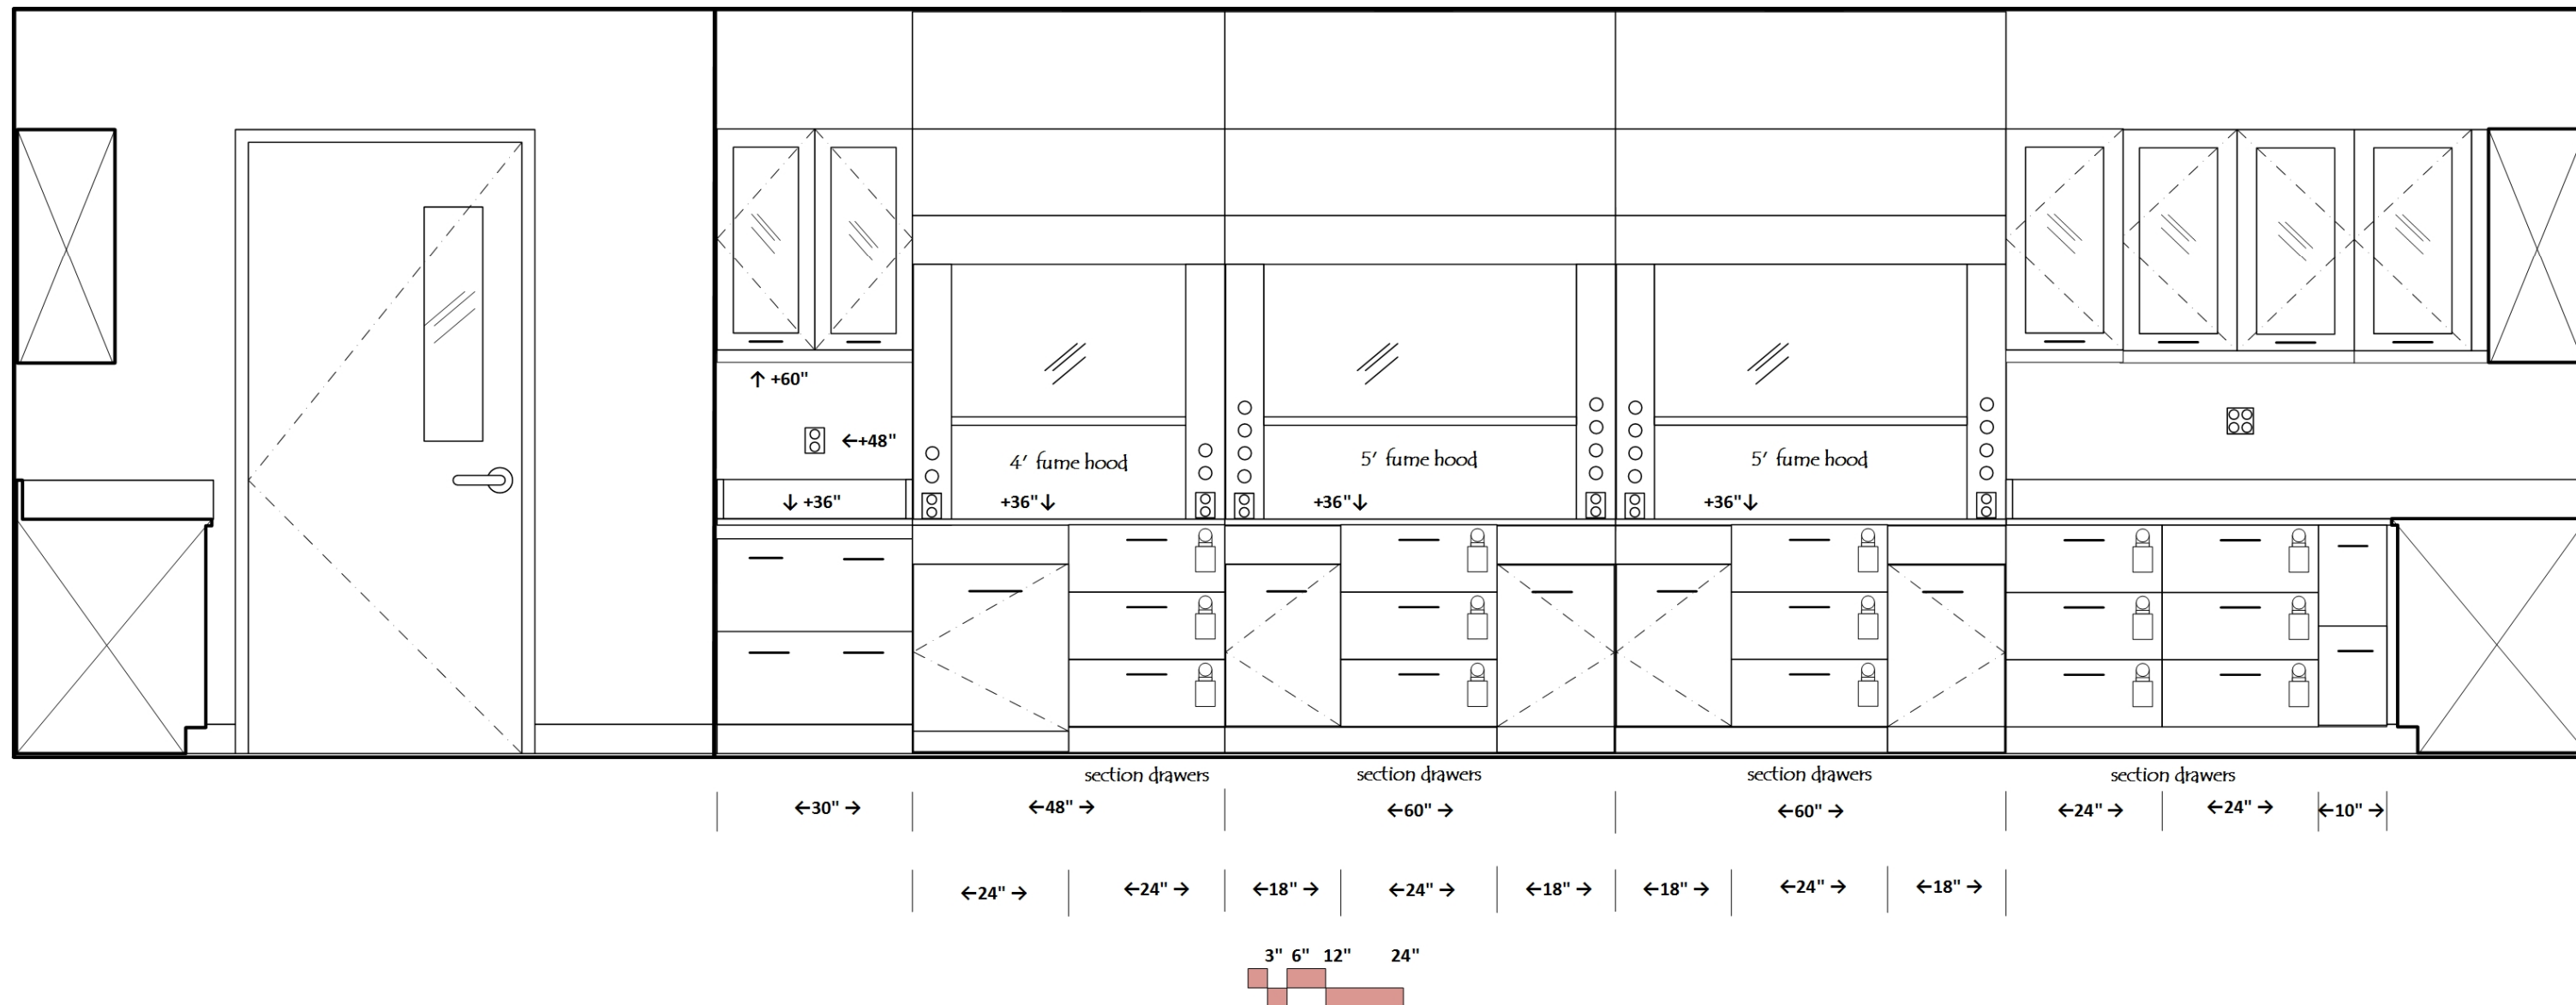 ↑ +60"
←+48"
4' fume hood
5' fume hood
5' fume hood
↓ +36"
+36"↓
+36"↓
+36"↓
section drawers
section drawers
section drawers
section drawers
←30" →
←48" →
←60" →
←60" →
←24" →
←24" →
←10" →
←24" →
←24" →
←18" →
←24" →
←18" →
←18" →
←24" →
←18" →
3" 6" 12" 24"